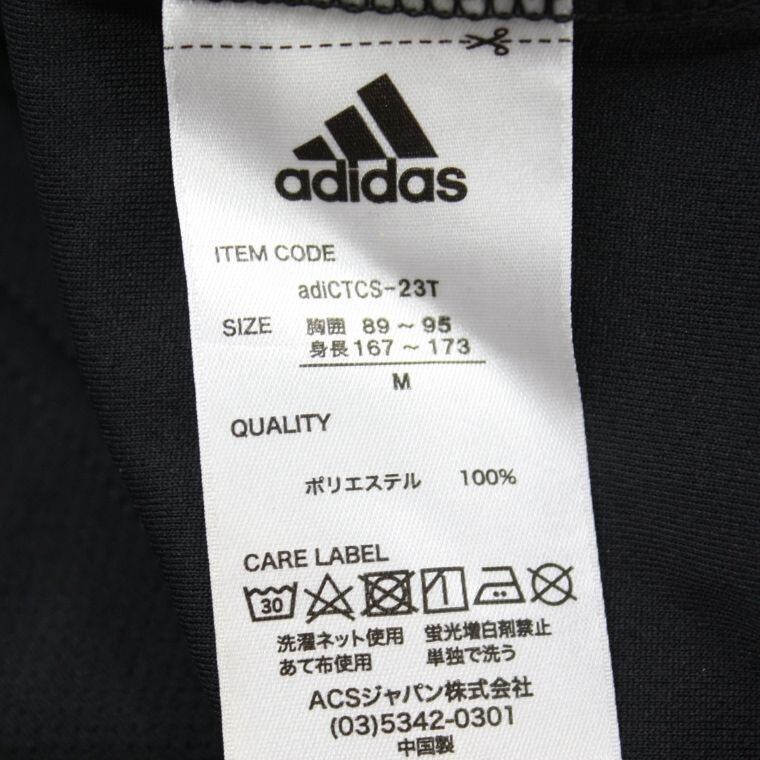 adidas
ITEM CODE
adiCTCS-23T
SIZE 胸囲 89～95
身長167～173
M
QUALITY
ポリエステル 100%
CARE LABEL
30
洗濯ネット使用 蛍光増白剤禁止
あて布使用 単独で洗う
ACSジャパン株式会社
(03)5342-0301
中国製